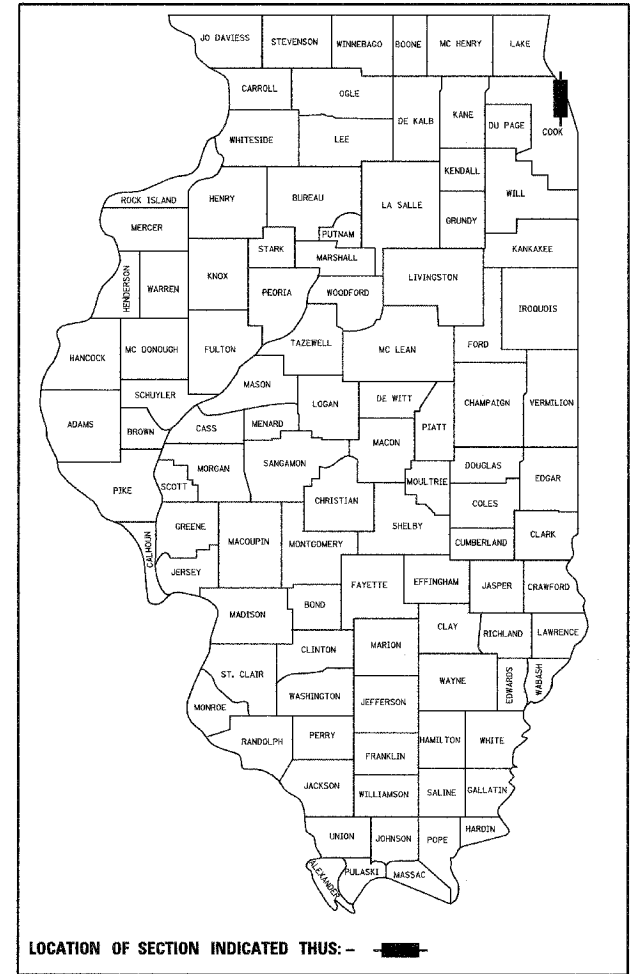 JO DAVIESS
STEVENSON
WINNEBAGO
BOONE
MC HENRY
LAKE
CARROLL
OGLE
DE KALB
KANE
DU PAGE
COOK
WHITESIDE
LEE
KENDALL
WILL
ROCK ISLAND
HENRY
BUREAU
LA SALLE
GRUNDY
MERCER
PUTNAM
KANKAKEE
STARK
MARSHALL
HENDERSON
WARREN
KNOX
PEORIA
WOODFORD
LIVINGSTON
IROQUOIS
HANCOCK
MC DONOUGH
FULTON
TAZEWELL
MC LEAN
FORD
MASON
SCHUYLER
LOGAN
DE WITT
CHAMPAIGN
VERMILION
ADAMS
BROWN
CASS
MENARD
PIATT
MACON
MORGAN
SANGAMON
DOUGLAS
EDGAR
PIKE
SCOTT
CHRISTIAN
MOULTRIE
COLES
GREENE
MACOUPIN
MONTGOMERY
SHELBY
CUMBERLAND
CLARK
CALHOUN
JERSEY
FAYETTE
EFFINGHAM
JASPER
CRAWFORD
MADISON
BOND
CLAY
RICHLAND
LAWRENCE
MARION
CLINTON
ST. CLAIR
WAYNE
EDWARDS
WABASH
WASHINGTON
JEFFERSON
MONROE
RANDOLPH
PERRY
HAMILTON
WHITE
FRANKLIN
JACKSON
WILLIAMSON
SALINE
GALLATIN
UNION
JOHNSON
POPE
HARDIN
ALEXANDER
PULASKI
MASSAC
LOCATION OF SECTION INDICATED THUS: -